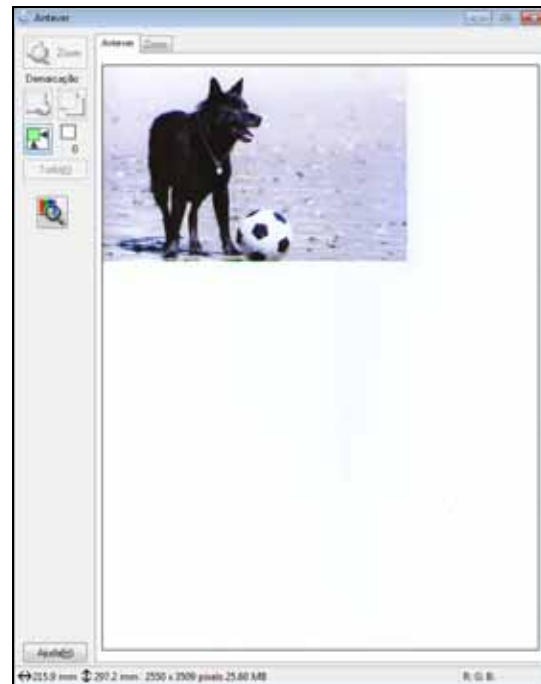 Antever
Zoom
Antever Zoom
Demarcação
0
Tudo(E)
Ajuda(H)
215.9 mm 297.2 mm 2550 x 3509 pixels 25.60 MB R: G: B: